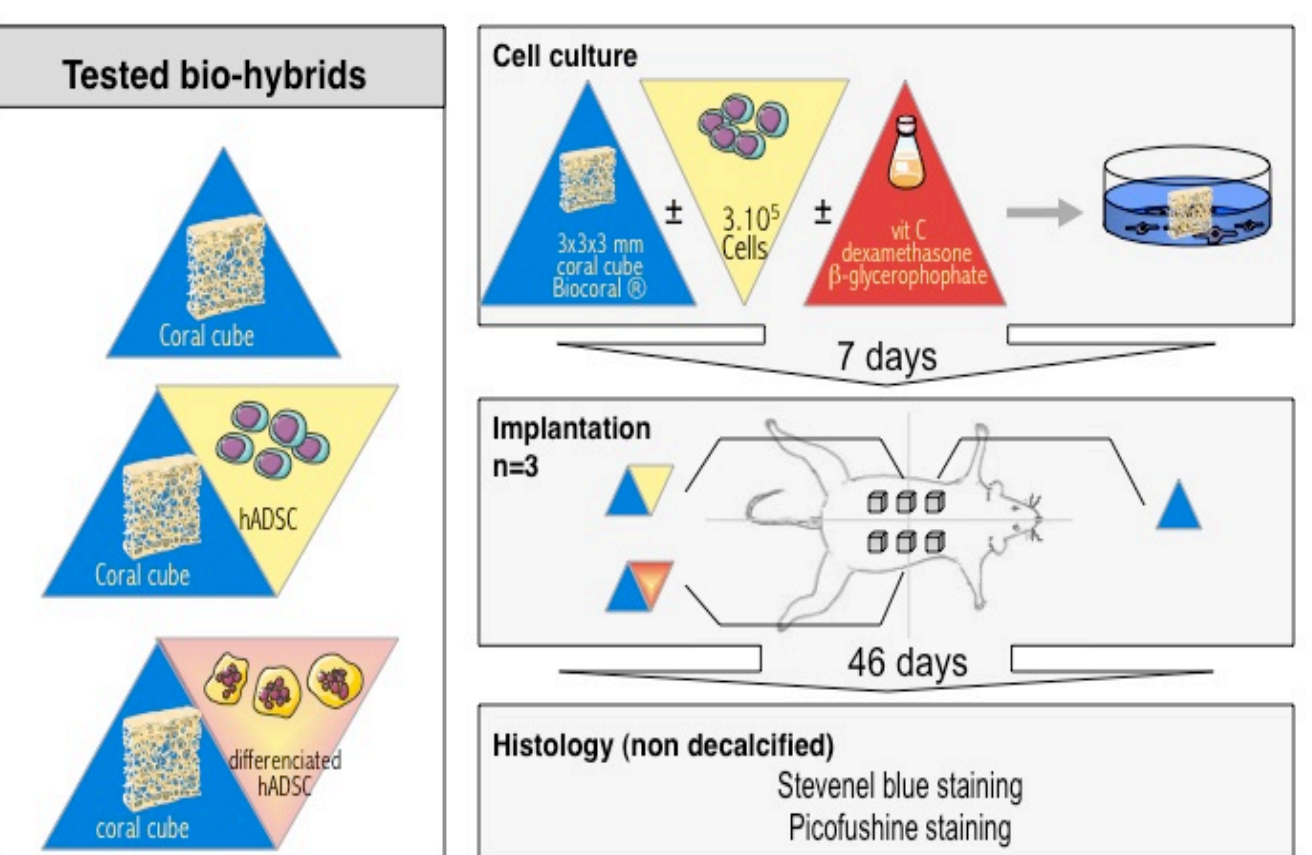 Tested bio-hybrids
Coral cube
hADSC
Coral cube
differenciated
hADSC
coral cube
Cell culture
3x3x3 mm
coral cube
Biocoral ®
±
3.10⁵
Cells
±
vit C
dexamethasone
β-glycerophophate
7 days
Implantation
n=3
46 days
Histology (non decalcified)
Stevenel blue staining
Picofushine staining